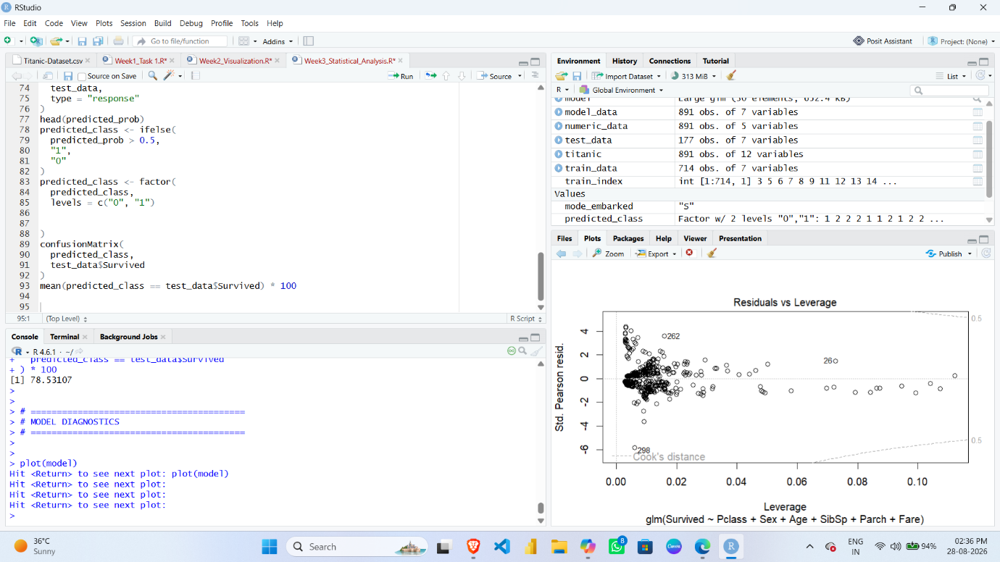 RStudio
File Edit Code View Plots Session Build Debug Profile Tools Help
Go to file/function Addins Posit Assistant Project: (None)
Titanic-Dataset.csv Week1_Task 1.R* Week2_Visualization.R* Week3_Statistical_Analysis.R*
Source on Save Run Source
74 test_data,
75 type = "response"
76 )
77 head(predicted_prob)
78 predicted_class <- ifelse(
79 predicted_prob > 0.5,
80 "1",
81 "0"
82 )
83 predicted_class <- factor(
84 predicted_class,
85 levels = c("0", "1")
86
87
88 )
89 confusionMatrix(
90 predicted_class,
91 test_data$Survived
92 )
93 mean(predicted_class == test_data$Survived) * 100
94
95
95:1 (Top Level) R Script
Console Terminal Background Jobs
R 4.6.1 · ~/
+ predicted_class == test_data$Survived
+ ) * 100
[1] 78.53107
>
>
> # =========================================
> # MODEL DIAGNOSTICS
> # =========================================
>
>
> plot(model)
Hit <Return> to see next plot: plot(model)
Hit <Return> to see next plot:
Hit <Return> to see next plot:
Hit <Return> to see next plot:
>
Environment History Connections Tutorial
Import Dataset 313 MiB List
R Global Environment
model Large glm (30 elements, 652.4 kB)
model_data 891 obs. of 7 variables
numeric_data 891 obs. of 5 variables
test_data 177 obs. of 7 variables
titanic 891 obs. of 12 variables
train_data 714 obs. of 7 variables
train_index int [1:714, 1] 3 5 6 7 8 9 11 12 13 14 ...
Values
mode_embarked "S"
predicted_class Factor w/ 2 levels "0","1": 1 2 2 2 1 1 2 1 2 2 ...
Files Plots Packages Help Viewer Presentation
Zoom Export Publish
Residuals vs Leverage
Std. Pearson resid.
4
2
0
-2
-4
-6
262
26
298
0.5
0.5
Cook's distance
0.00 0.02 0.04 0.06 0.08 0.10
Leverage
glm(Survived ~ Pclass + Sex + Age + SibSp + Parch + Fare)
36°C
Sunny
Search
Canva
8
ENG
IN
94%
02:36 PM
28-08-2026